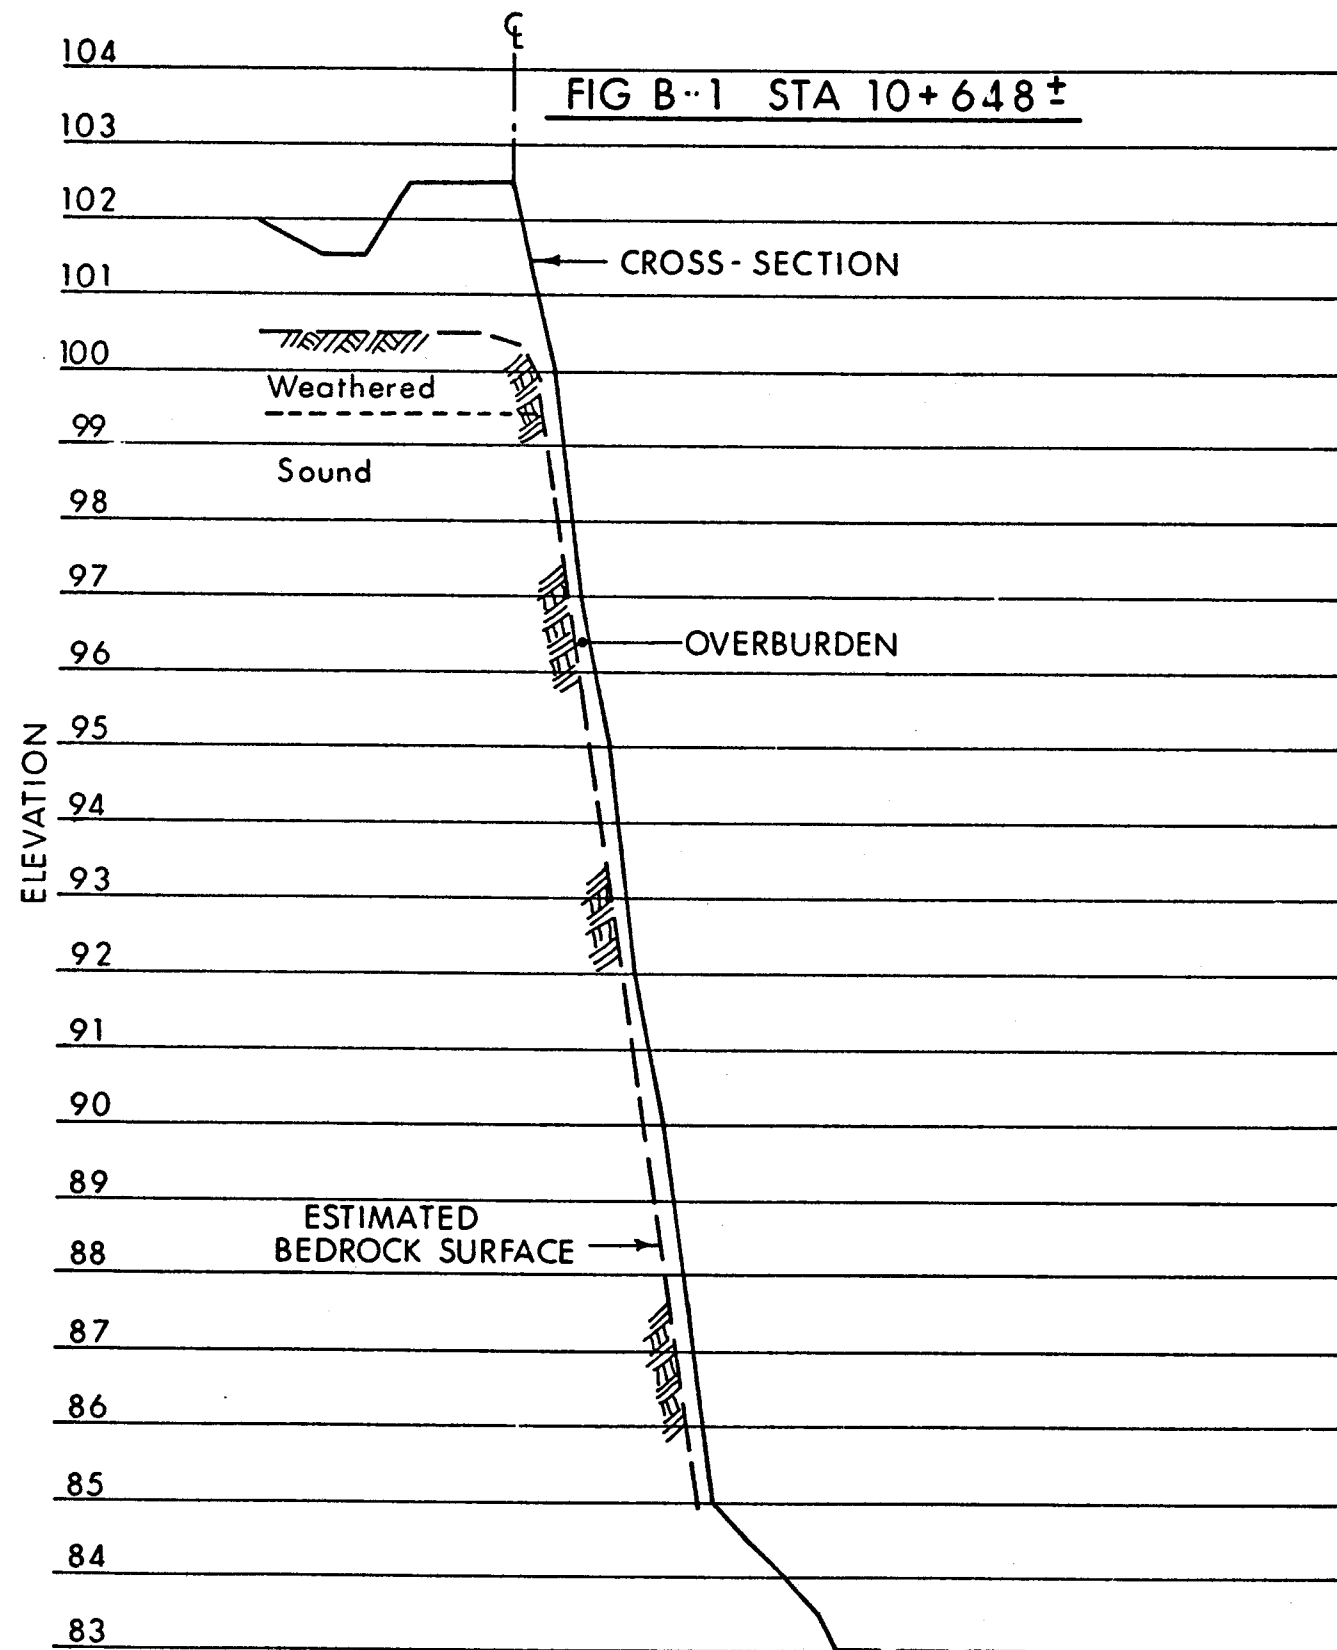 ℄
104
FIG B-1 STA 10+648±
103
102
CROSS-SECTION
101
100
Weathered
99
Sound
98
97
OVERBURDEN
96
95
ELEVATION
94
93
92
91
90
89
ESTIMATED
BEDROCK SURFACE
88
87
86
85
84
83